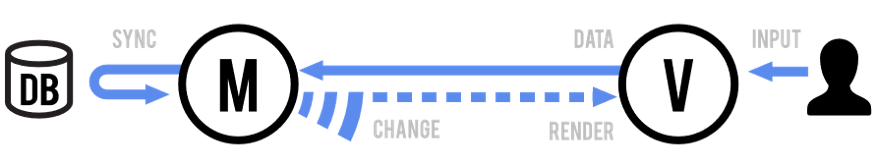 SYNC
DATA
INPUT
DB
M
V
CHANGE
RENDER